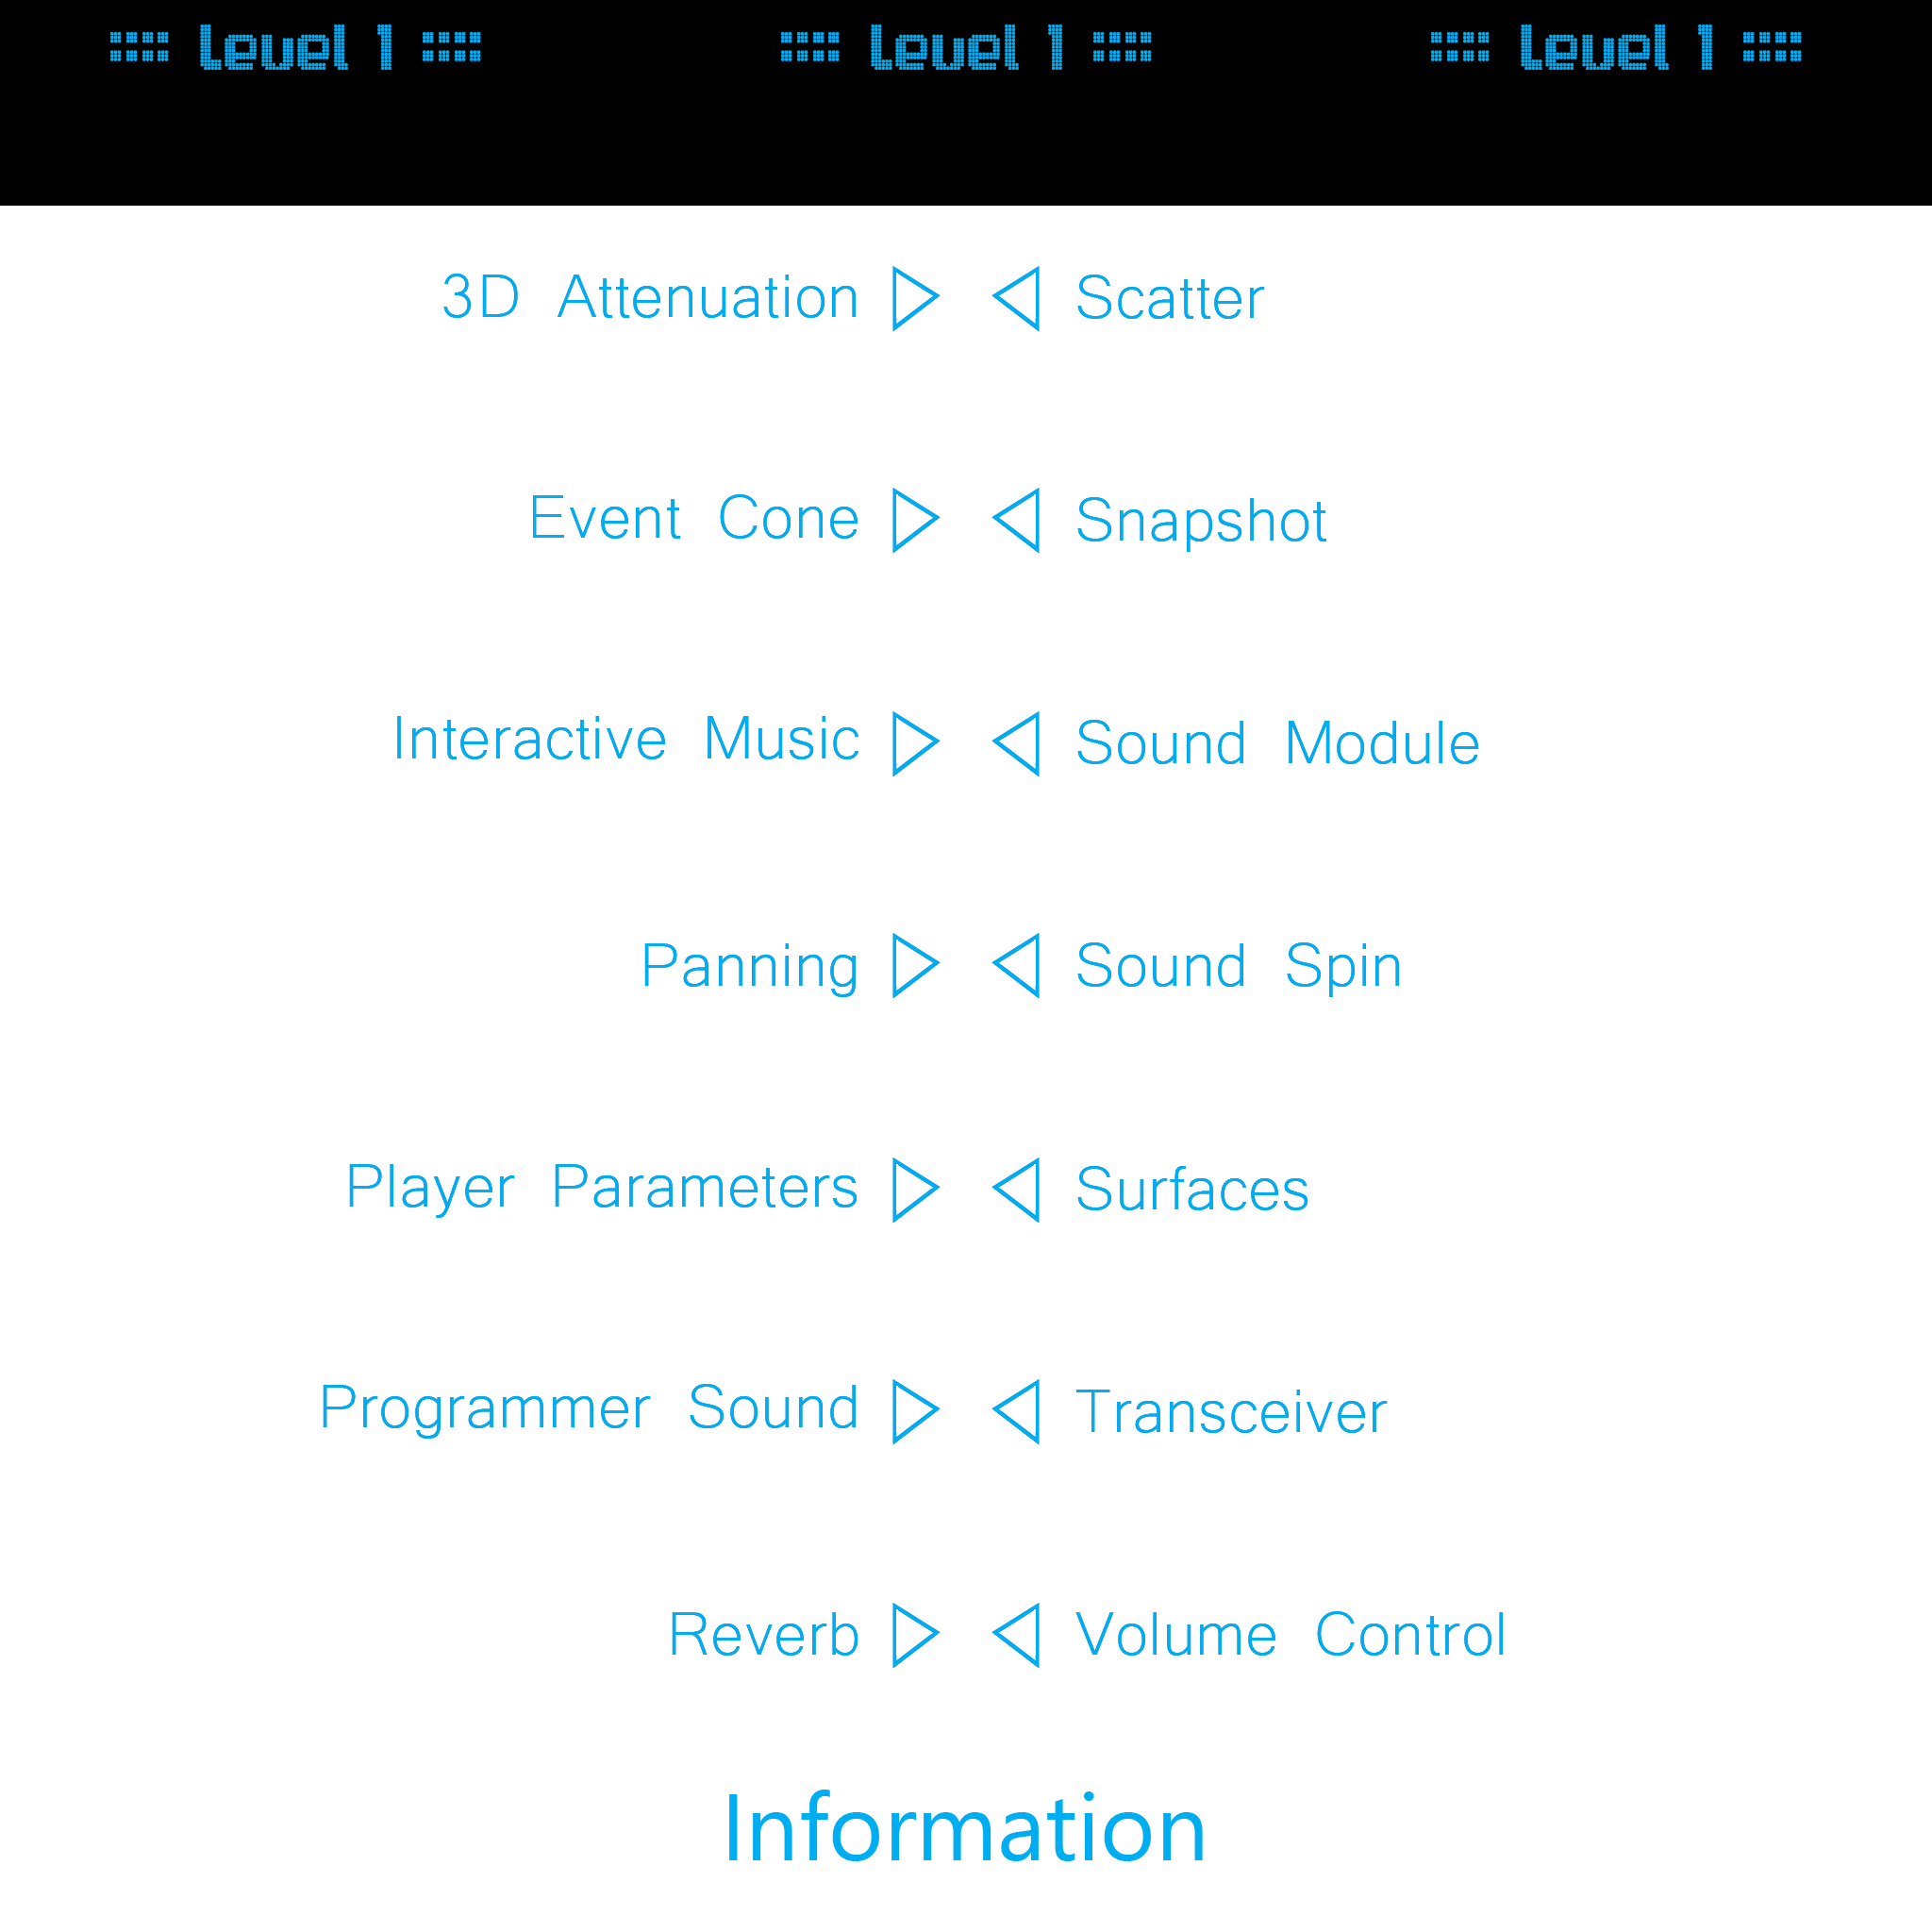 :::: Level 1 :::: :::: Level 1 :::: :::: Level 1 ::::
3D Attenuation ▷ ◁ Scatter
Event Cone ▷ ◁ Snapshot
Interactive Music ▷ ◁ Sound Module
Panning ▷ ◁ Sound Spin
Player Parameters ▷ ◁ Surfaces
Programmer Sound ▷ ◁ Transceiver
Reverb ▷ ◁ Volume Control
Information